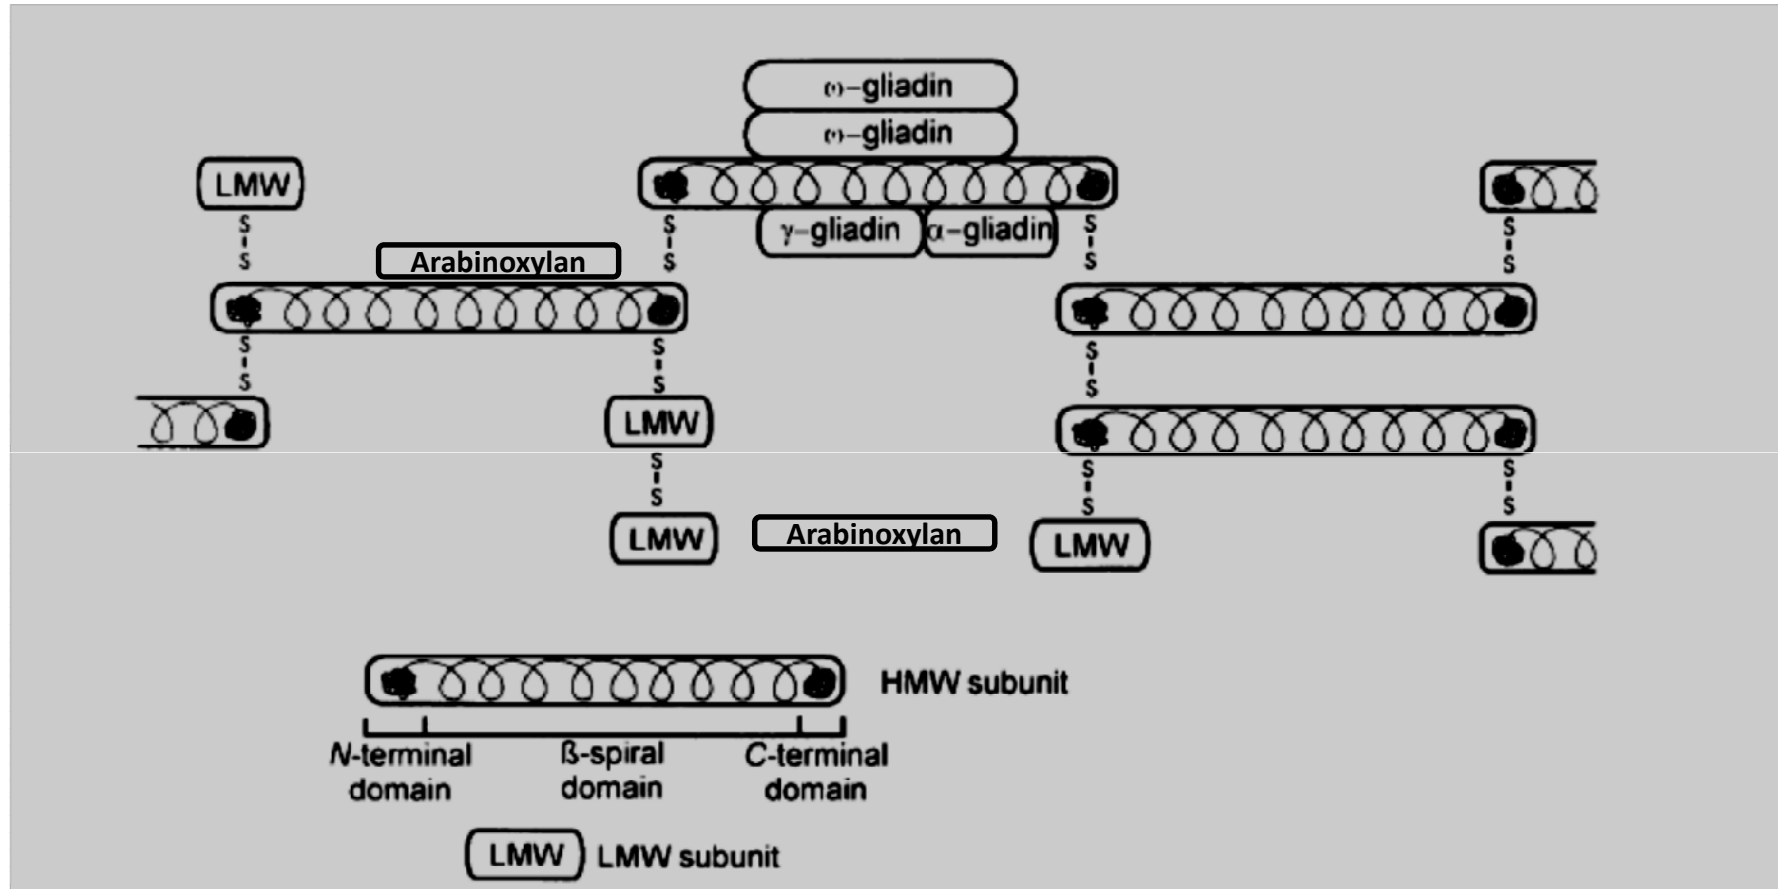 ω-gliadin
ω-gliadin
LMW
S
S
S
S
γ-gliadin
α-gliadin
S
S
S
S
Arabinoxylan
S
S
S
S
S
S
LMW
S
S
S
S
S
S
LMW
Arabinoxylan
LMW
HMW subunit
N-terminal domain
ß-spiral domain
C-terminal domain
LMW
LMW subunit